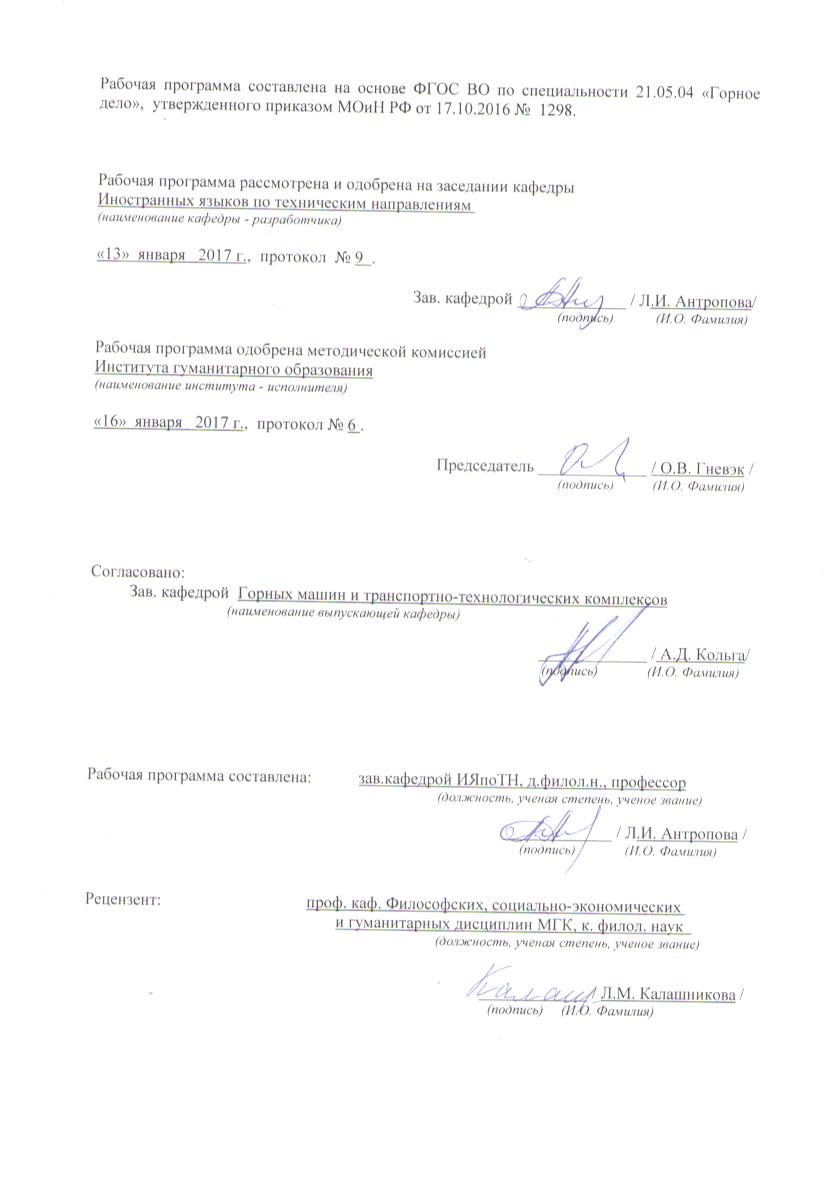 Рабочая программа составлена на основе ФГОС ВО по специальности 21.05.04 «Горное
дело», утвержденного приказом МОиН РФ от 17.10.2016 № 1298.
Рабочая программа рассмотрена и одобрена на заседании кафедры
Иностранных языков по техническим направлениям
(наименование кафедры - разработчика)
«13» января 2017 г., протокол № 9 .
Зав. кафедрой ____________ / Л.И. Антропова/
(подпись) (И.О. Фамилия)
Рабочая программа одобрена методической комиссией
Института гуманитарного образования
(наименование института - исполнителя)
«16» января 2017 г., протокол № 6 .
Председатель ____________ / О.В. Гневэк /
(подпись) (И.О. Фамилия)
Согласовано:
Зав. кафедрой Горных машин и транспортно-технологических комплексов
(наименование выпускающей кафедры)
____________ / А.Д. Кольга/
(подпись) (И.О. Фамилия)
Рабочая программа составлена: зав.кафедрой ИЯпоТН, д.филол.н., профессор
(должность, ученая степень, ученое звание)
____________ / Л.И. Антропова /
(подпись) (И.О. Фамилия)
Рецензент: проф. каф. Философских, социально-экономических
и гуманитарных дисциплин МГК, к. филол. наук
(должность, ученая степень, ученое звание)
____________ Л.М. Калашникова /
(подпись) (И.О. Фамилия)